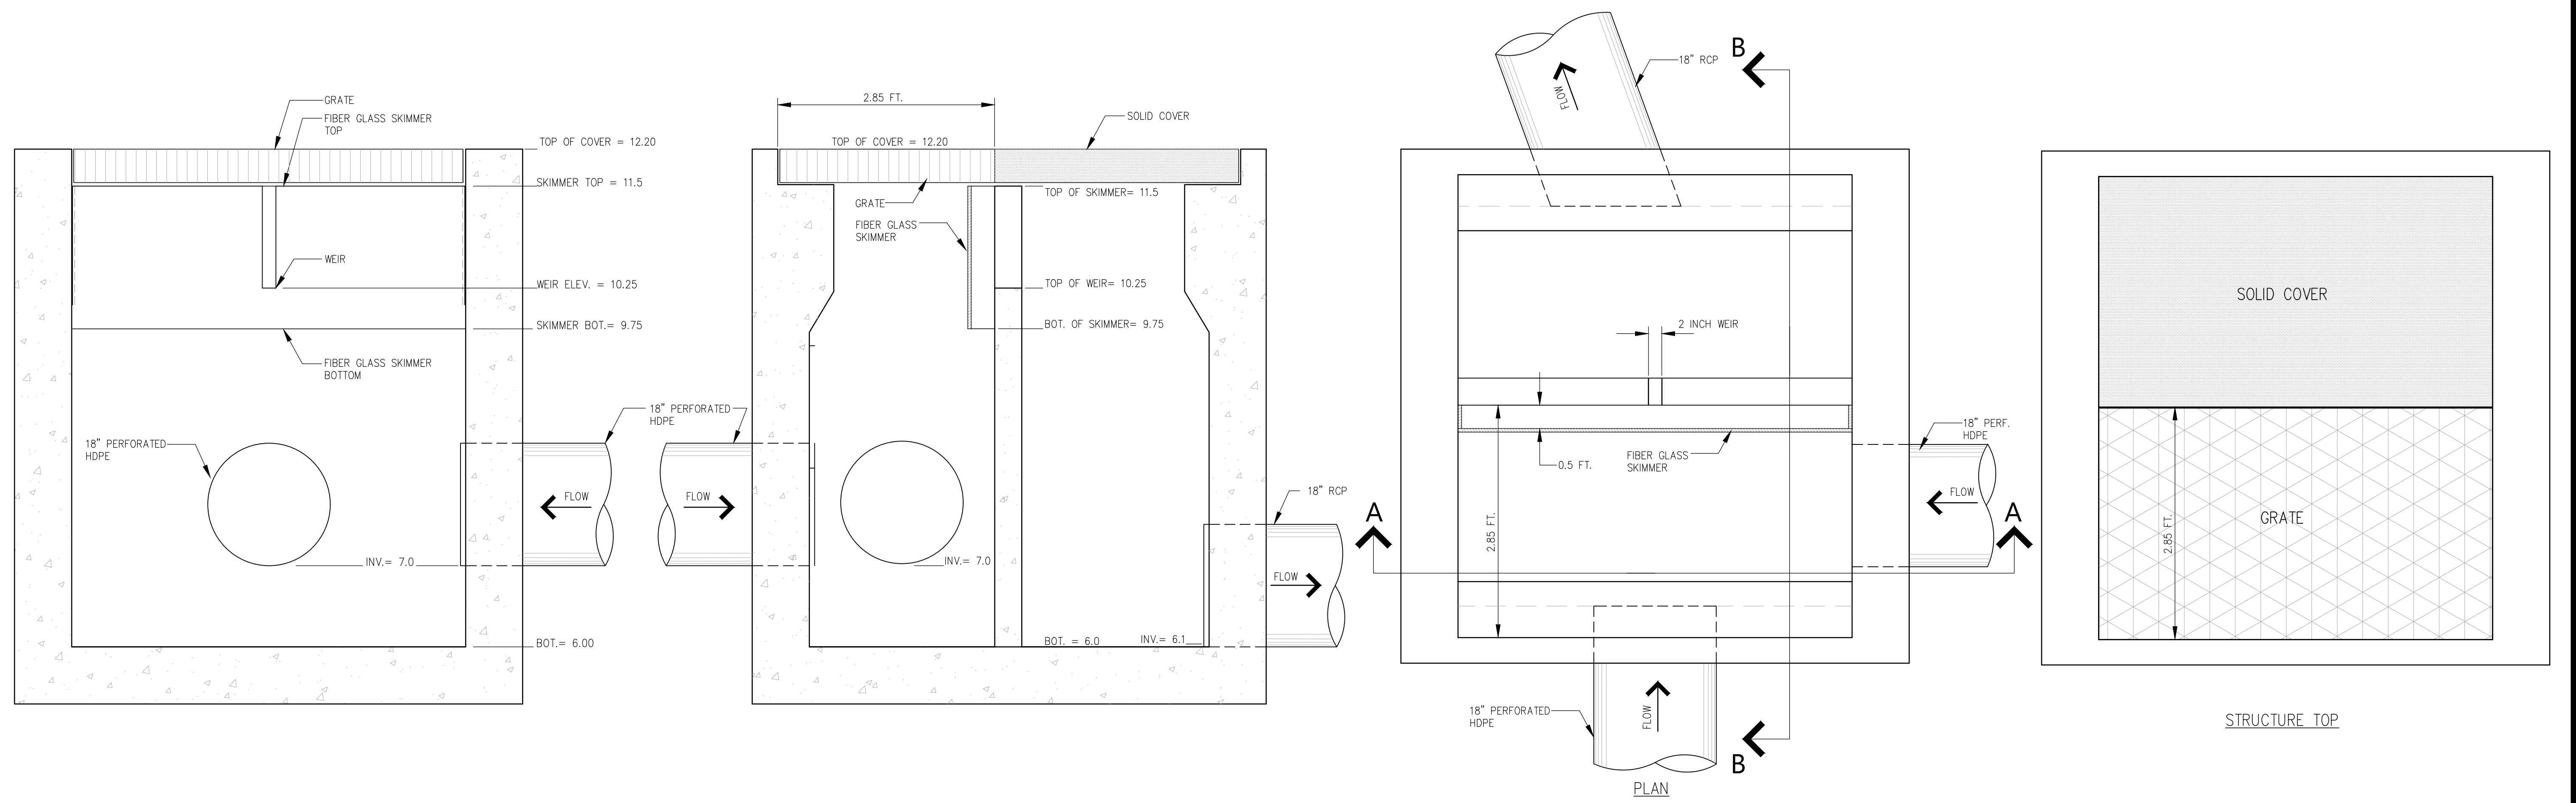 GRATE
FIBER GLASS SKIMMER
TOP
TOP OF COVER = 12.20
SKIMMER TOP = 11.5
WEIR
WEIR ELEV. = 10.25
SKIMMER BOT.= 9.75
FIBER GLASS SKIMMER
BOTTOM
18" PERFORATED
HDPE
18" PERFORATED
HDPE
FLOW
FLOW
INV.= 7.0
BOT.= 6.00
2.85 FT.
SOLID COVER
TOP OF COVER = 12.20
TOP OF SKIMMER= 11.5
GRATE
FIBER GLASS
SKIMMER
TOP OF WEIR= 10.25
BOT. OF SKIMMER= 9.75
18" RCP
INV.= 7.0
FLOW
BOT. = 6.0
INV.= 6.1
B
18" RCP
FLOW
2 INCH WEIR
18" PERF.
HDPE
FIBER GLASS
SKIMMER
0.5 FT.
FLOW
A
A
2.85 FT.
18" PERFORATED
HDPE
FLOW
B
PLAN
SOLID COVER
GRATE
2.85 FT.
STRUCTURE TOP